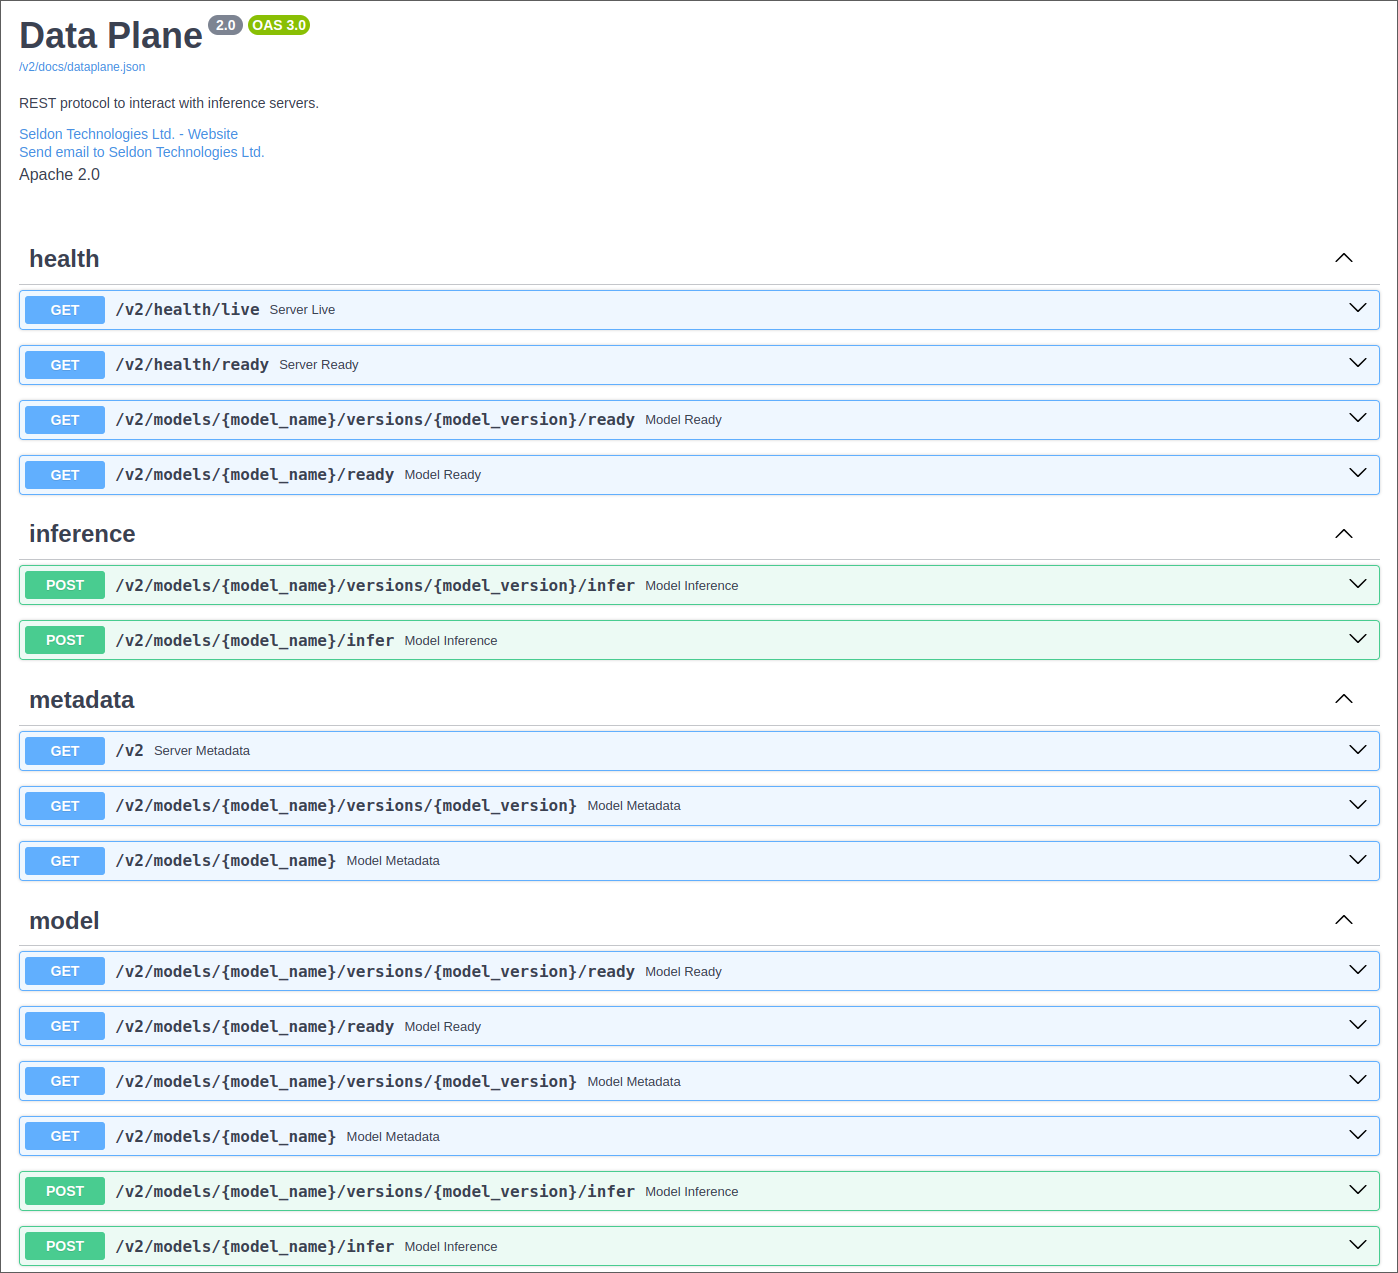 Data Plane 2.0 OAS 3.0
/v2/docs/dataplane.json
REST protocol to interact with inference servers.
Seldon Technologies Ltd. - Website
Send email to Seldon Technologies Ltd.
Apache 2.0
health
GET /v2/health/live Server Live
GET /v2/health/ready Server Ready
GET /v2/models/{model_name}/versions/{model_version}/ready Model Ready
GET /v2/models/{model_name}/ready Model Ready
inference
POST /v2/models/{model_name}/versions/{model_version}/infer Model Inference
POST /v2/models/{model_name}/infer Model Inference
metadata
GET /v2 Server Metadata
GET /v2/models/{model_name}/versions/{model_version} Model Metadata
GET /v2/models/{model_name} Model Metadata
model
GET /v2/models/{model_name}/versions/{model_version}/ready Model Ready
GET /v2/models/{model_name}/ready Model Ready
GET /v2/models/{model_name}/versions/{model_version} Model Metadata
GET /v2/models/{model_name} Model Metadata
POST /v2/models/{model_name}/versions/{model_version}/infer Model Inference
POST /v2/models/{model_name}/infer Model Inference